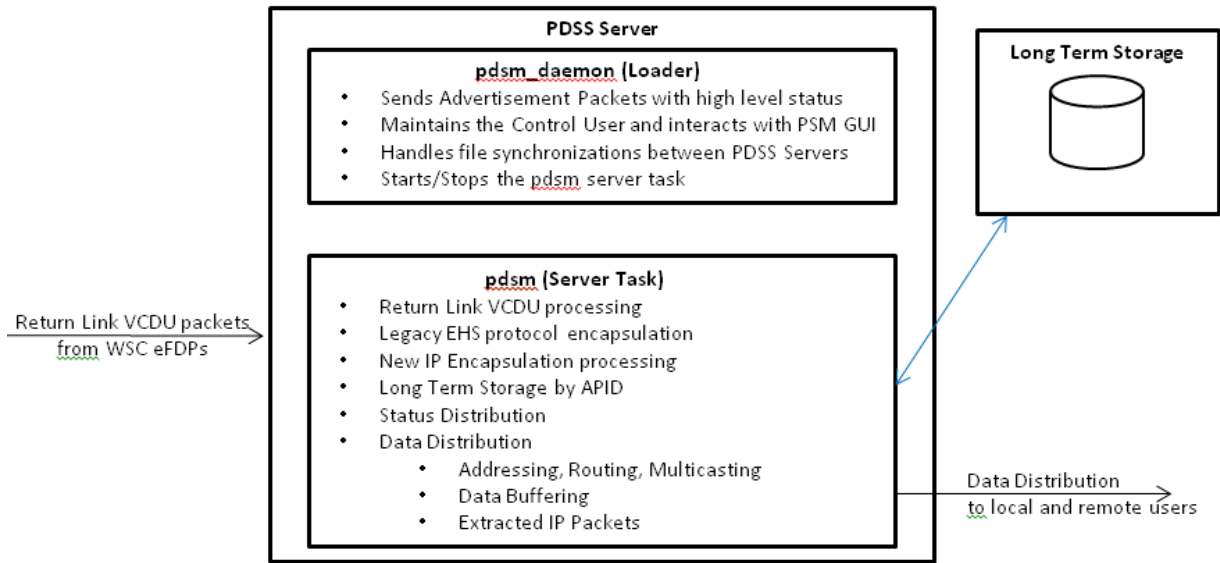 PDSS Server
pdsm_daemon (Loader)
• Sends Advertisement Packets with high level status
• Maintains the Control User and interacts with PSM GUI
• Handles file synchronizations between PDSS Servers
• Starts/Stops the pdsm server task
Long Term Storage
Return Link VCDU packets
from WSC eFDPs
pdsm (Server Task)
• Return Link VCDU processing
• Legacy EHS protocol encapsulation
• New IP Encapsulation processing
• Long Term Storage by APID
• Status Distribution
• Data Distribution
• Addressing, Routing, Multicasting
• Data Buffering
• Extracted IP Packets
Data Distribution
to local and remote users